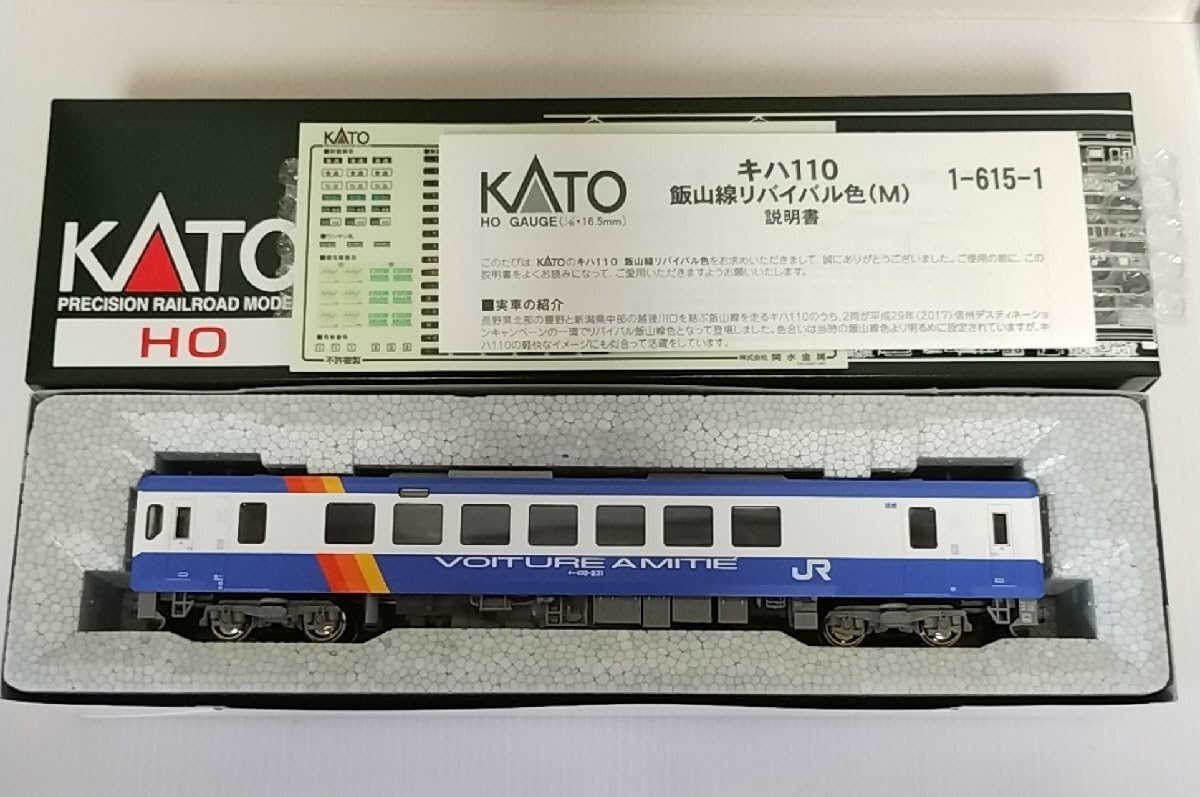 KATO
PRECISION RAILROAD MODE
HO
KATO
不許複製
株式会社 関水金属
KATO
HO GAUGE(1/80・16.5mm)
キハ110
飯山線リバイバル色(M)
説明書
1-615-1
このたびは KATOのキハ110 飯山線リバイバル色をお求めいただきまして 誠にありがとうございました。ご使用の前に、この
説明書をよくお読みになって、ご愛用いただきますようお願いいたします。
■実車の紹介
長野県北部の豊野と新潟県中部の越後川口を結ぶ飯山線を走るキハ110のうち、2両が平成29年(2017)信州デスティネーショ
ンキャンペーンの一環でリバイバル飯山線色となって登場しました。色合いは当時の飯山線色より明るめに設定されていますが、キ
ハ110の軽快なイメージにも似合って活躍をしています。
VOITURE AMITIE
JR